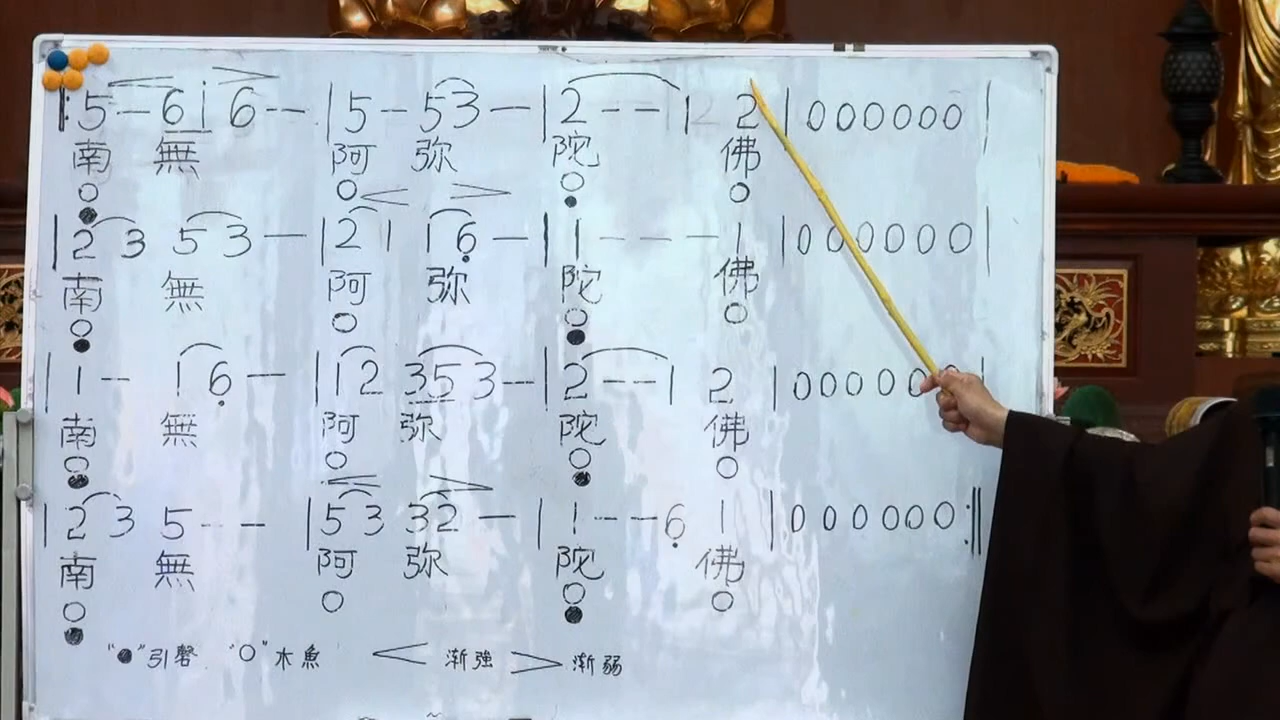 |: 5 — 6 i 6 — | 5 — 5 3 — | 2 — — | 2 | 0 0 0 0 0 0 |
南 無 阿 弥 陀 佛
○ ○ ○ ○
● < > ●
| 2 3 5 3 — | 2 1 1 6̣ — | 1 — — — 1 | 0 0 0 0 0 0 |
南 無 阿 弥 陀 佛
○ ○ ○ ○
● ●
| 1 — 1 6̣ — | 1 2 3 5 3 — | 2 — — | 2 | 0 0 0 0 0 0 |
南 無 阿 弥 陀 佛
○ ○ ○ ○
● < > ●
| 2 3 5 — — | 5 3 3 2 — | 1 — — 6̣ 1 | 0 0 0 0 0 0 :||
南 無 阿 弥 陀 佛
○ ○ ○ ○
● ●
"●"引磬 "○"木魚 < 漸強 > 漸弱